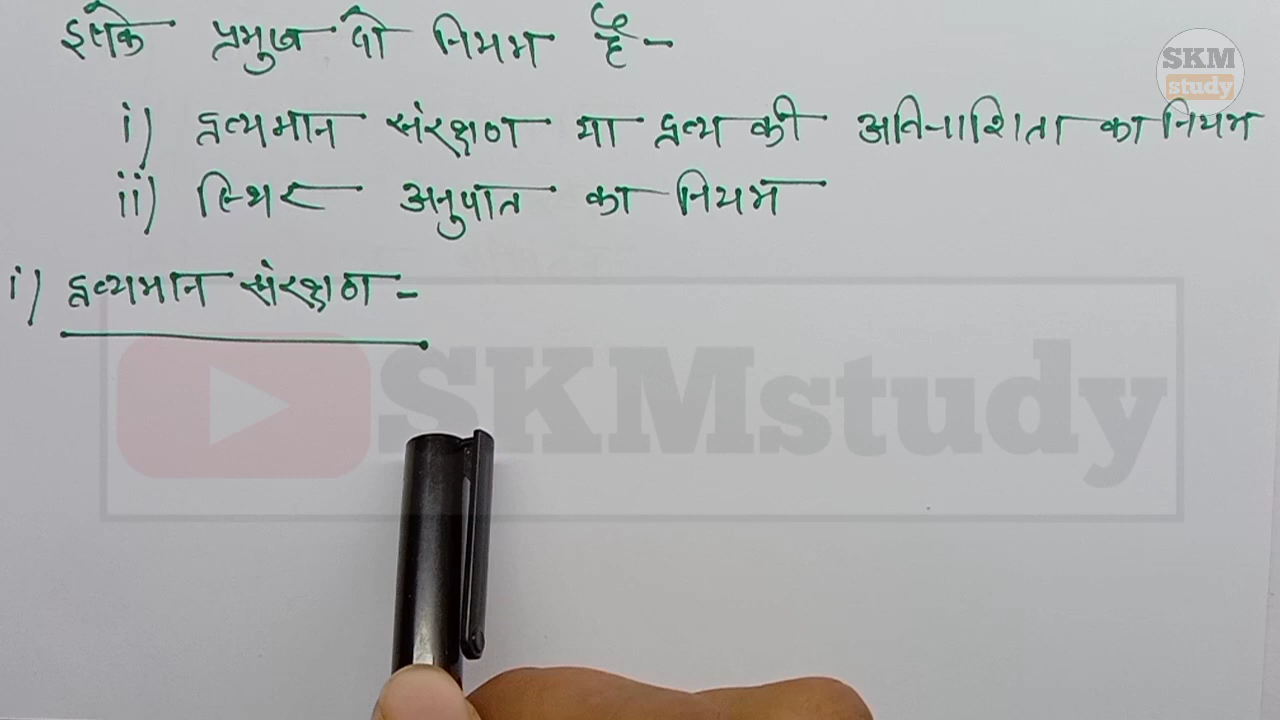 इसके प्रमुख दो नियम है -
SKM
study
i) द्रव्यमान संरक्षण या द्रव्य की अविनाशिता का नियम
ii) स्थिर अनुपात का नियम
i) द्रव्यमान संरक्षण -
SKMstudy